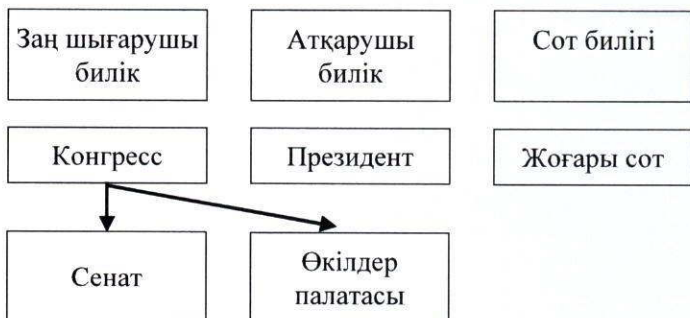 Заң шығарушы
билік
Атқарушы
билік
Сот билігі
Конгресс
Президент
Жоғары сот
Сенат
Өкілдер
палатасы